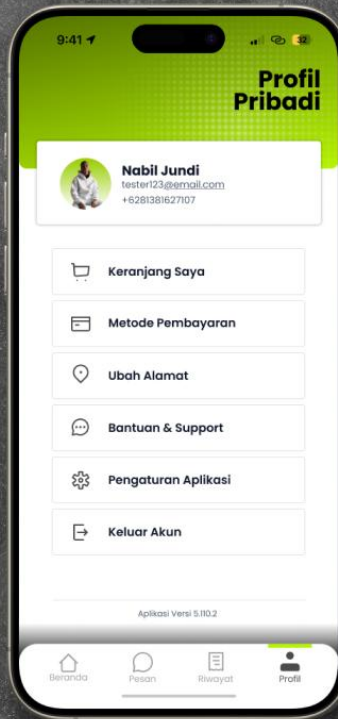 9:41
32
Profil
Pribadi
Nabil Jundi
tester123@email.com
+6281381627107
Keranjang Saya
Metode Pembayaran
Ubah Alamat
Bantuan & Support
Pengaturan Aplikasi
Keluar Akun
Aplikasi Versi 5.110.2
Beranda
Pesan
Riwayat
Profil